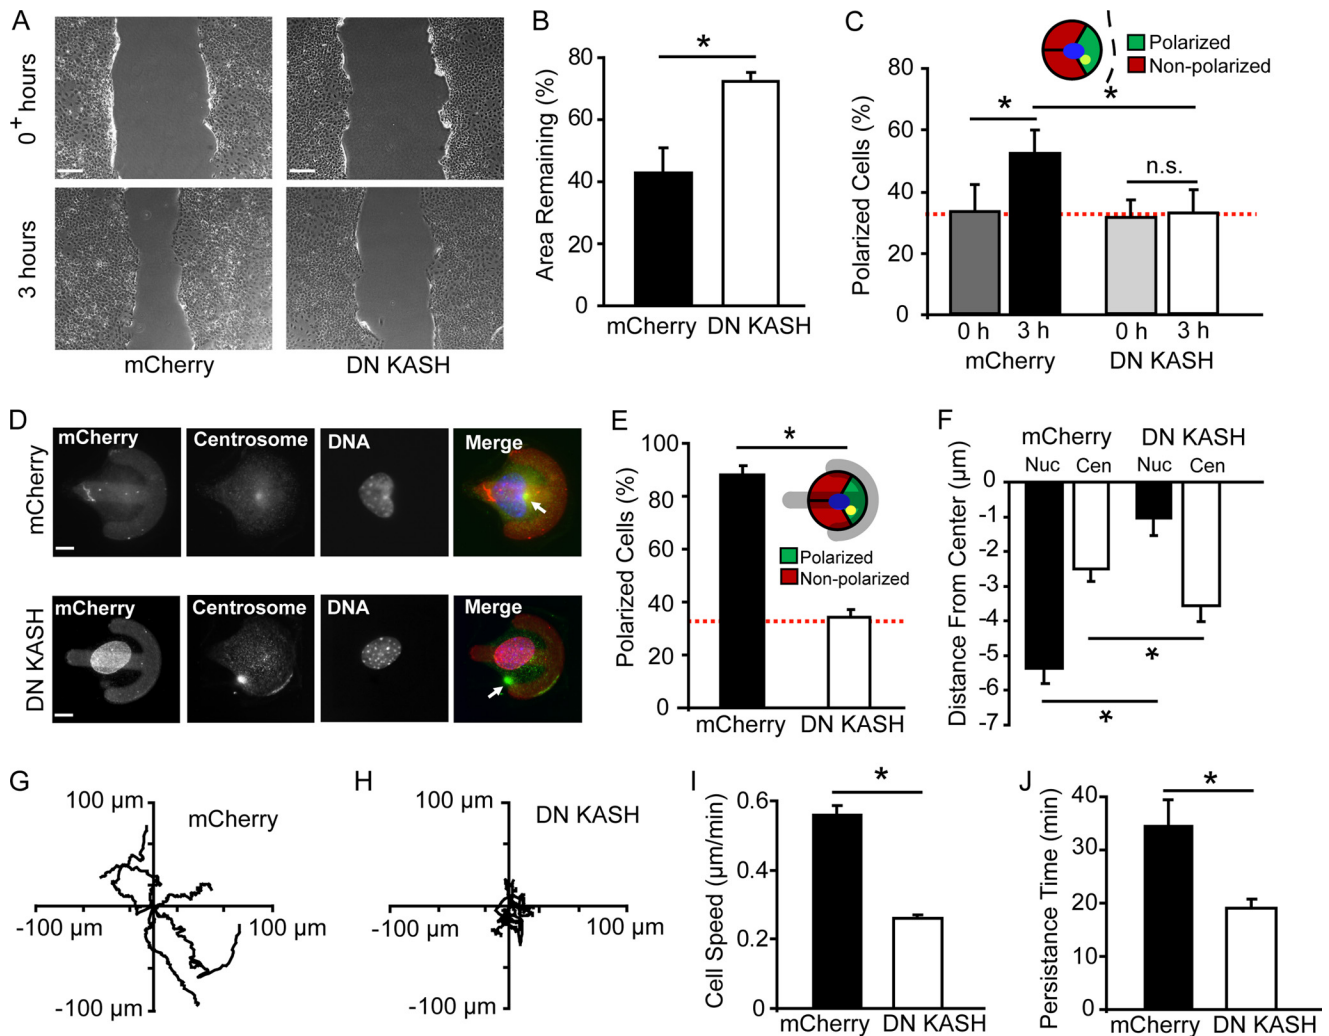 A
0+ hours
3 hours
mCherry
DN KASH
B
*
Area Remaining (%)
80
60
40
20
0
mCherry DN KASH
C
Polarized
Non-polarized
Polarized Cells (%)
80
60
40
20
0
*
*
n.s.
0 h 3 h 0 h 3 h
mCherry DN KASH
D
mCherry
mCherry Centrosome DNA Merge
DN KASH
mCherry Centrosome DNA Merge
E
*
Polarized Cells (%)
100
80
60
40
20
0
Polarized
Non-polarized
mCherry DN KASH
F
mCherry DN KASH
Nuc Cen Nuc Cen
Distance From Center (µm)
0
-1
-2
-3
-4
-5
-6
-7
*
*
G
100 µm
mCherry
-100 µm
100 µm
-100 µm
H
100 µm
DN KASH
-100 µm
100 µm
-100 µm
I
*
Cell Speed (µm/min)
0.6
0.4
0.2
0
mCherry DN KASH
J
*
Persistance Time (min)
40
30
20
10
0
mCherry DN KASH